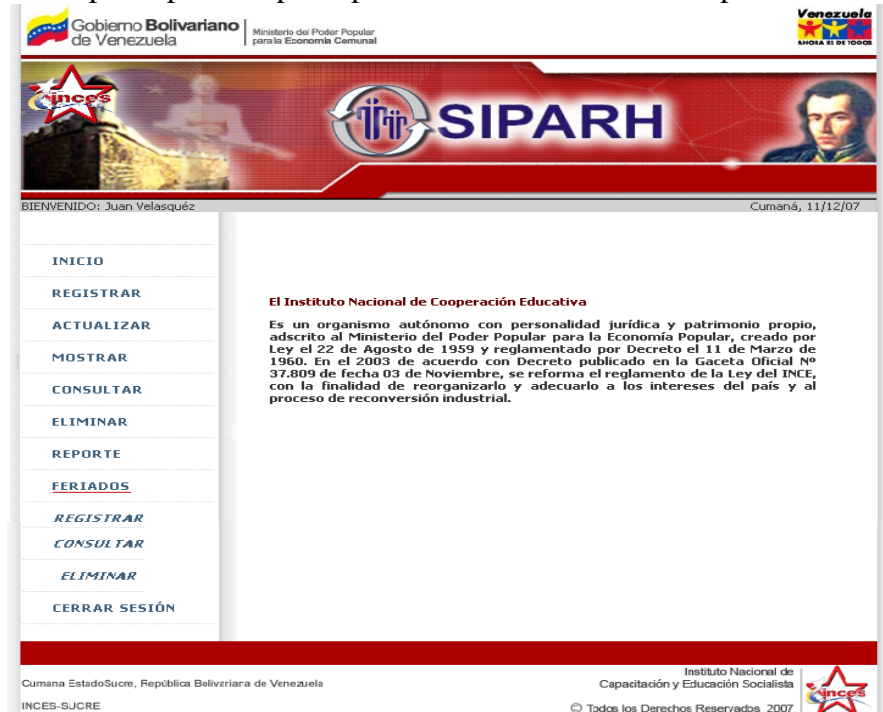 Gobierno Bolivariano
de Venezuela
Ministerio del Poder Popular
para la Economía Comunal
Venezuela
AHORA ES DE TODOS
inces
SIPARH
BIENVENIDO: Juan Velasquéz
Cumaná, 11/12/07
INICIO
REGISTRAR
ACTUALIZAR
MOSTRAR
CONSULTAR
ELIMINAR
REPORTE
FERIADOS
REGISTRAR
CONSULTAR
ELIMINAR
CERRAR SESIÓN
El Instituto Nacional de Cooperación Educativa
Es un organismo autónomo con personalidad jurídica y patrimonio propio,
adscrito al Ministerio del Poder Popular para la Economía Popular, creado por
Ley el 22 de Agosto de 1959 y reglamentado por Decreto el 11 de Marzo de
1960. En el 2003 de acuerdo con Decreto publicado en la Gaceta Oficial Nº
37.809 de fecha 03 de Noviembre, se reforma el reglamento de la Ley del INCE,
con la finalidad de reorganizarlo y adecuarlo a los intereses del país y al
proceso de reconversión industrial.
Cumana EstadoSucre, República Bolivariana de Venezuela
INCES-SUCRE
Instituto Nacional de
Capacitación y Educación Socialista
© Todos los Derechos Reservados 2007
inces